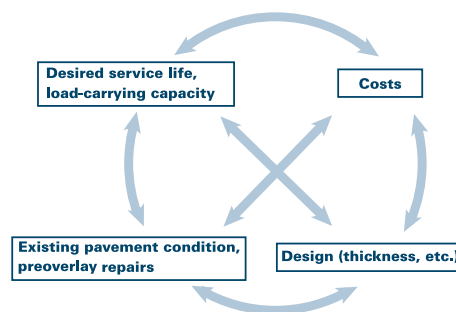 Desired service life,
load-carrying capacity
Costs
Existing pavement condition,
preoverlay repairs
Design (thickness, etc.)